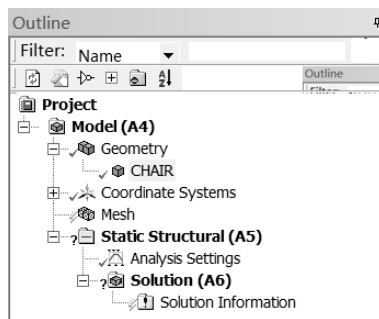 Outline
Filter: Name
Outline
Project
Model (A4)
Geometry
CHAIR
Coordinate Systems
Mesh
Static Structural (A5)
Analysis Settings
Solution (A6)
Solution Information